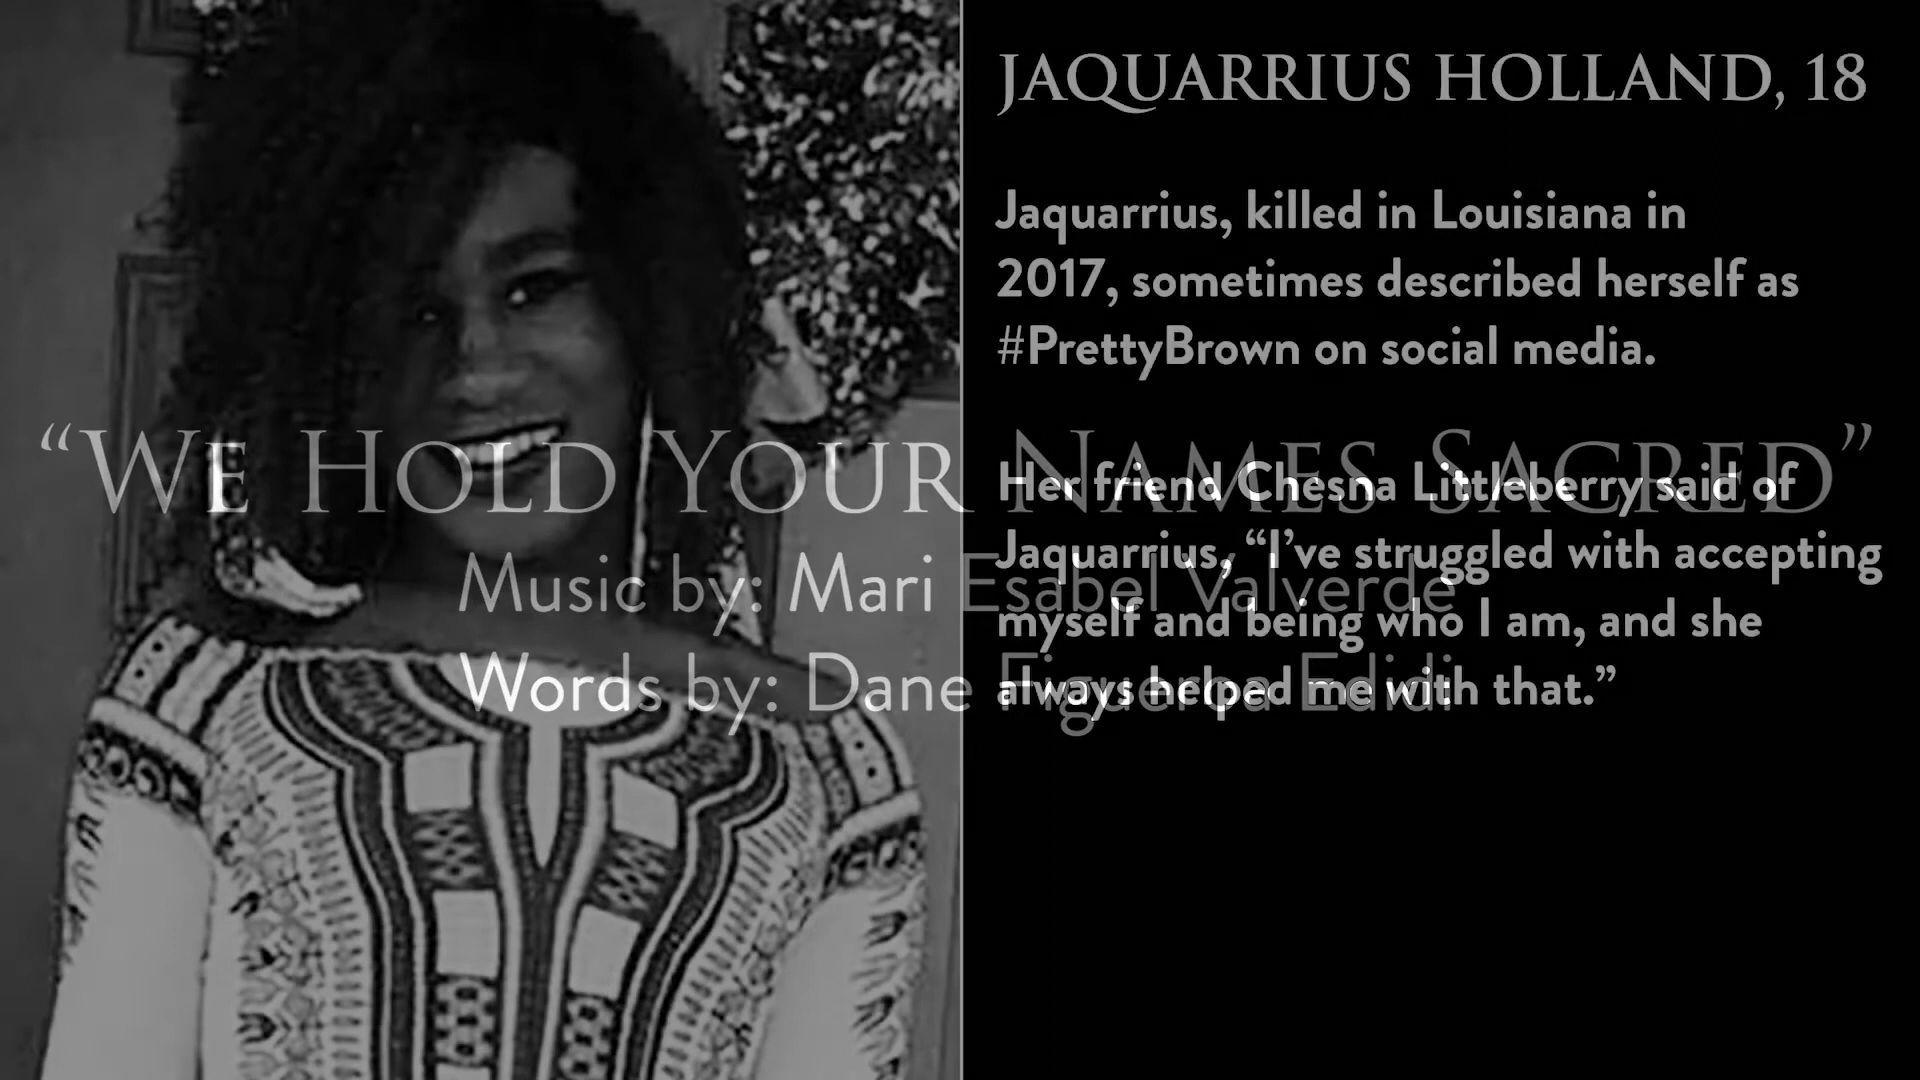 JAQUARRIUS HOLLAND, 18
Jaquarrius, killed in Louisiana in
2017, sometimes described herself as
#PrettyBrown on social media.
Her friend Chesna Littleberry said of
Jaquarrius, “I’ve struggled with accepting
myself and being who I am, and she
always helped me with that.”
“WE HOLD YOUR NAMES SACRED”
Music by: Mari Esabel Valverde
Words by: Dane Figueroa Edidi